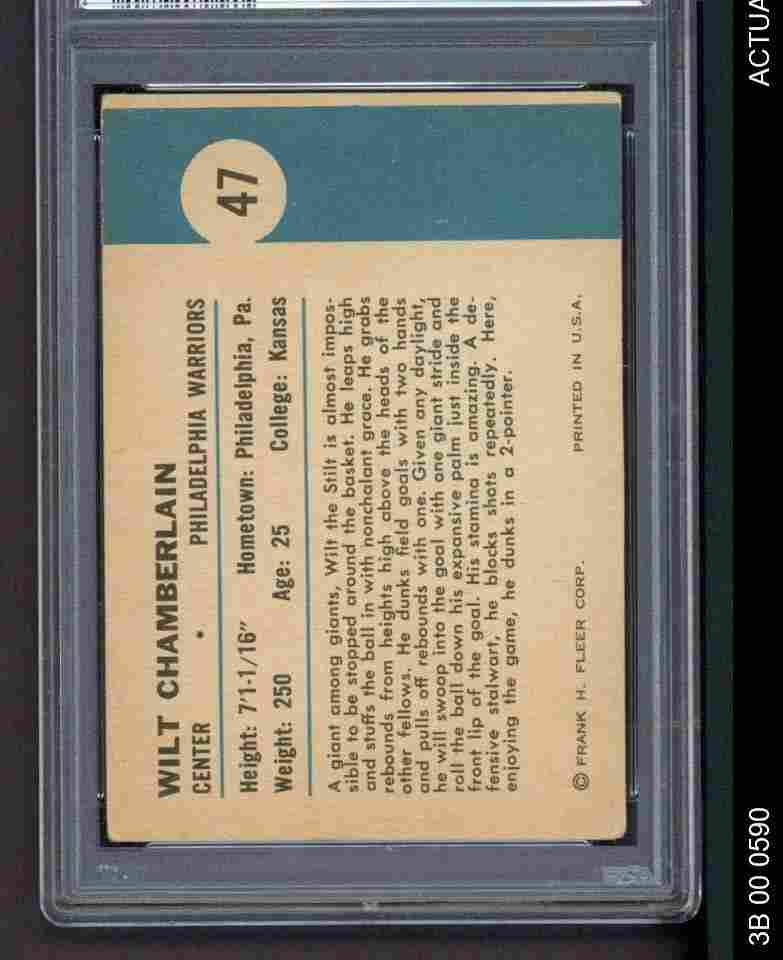 47
WILT CHAMBERLAIN
CENTER • PHILADELPHIA WARRIORS
Height: 7'1-1/16" Hometown: Philadelphia, Pa.
Weight: 250 Age: 25 College: Kansas
A giant among giants, Wilt the Stilt is almost impos-
sible to be stopped around the basket. He leaps high
and stuffs the ball in with nonchalant grace. He grabs
rebounds from heights high above the heads of the
other fellows. He dunks field goals with two hands
and pulls off rebounds with one. Given any daylight,
he will swoop into the goal with one giant stride and
roll the ball down his expansive palm just inside the
front lip of the goal. His stamina is amazing. A de-
fensive stalwart, he blocks shots repeatedly. Here,
enjoying the game, he dunks in a 2-pointer.
© FRANK H. FLEER CORP. PRINTED IN U.S.A.
3B 00 0590 ACTUA